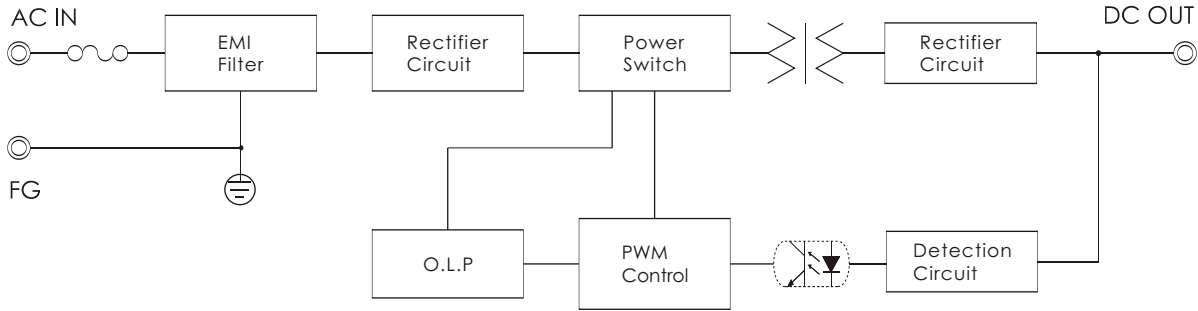 AC IN
EMI
Filter
Rectifier
Circuit
Power
Switch
Rectifier
Circuit
DC OUT
FG
O.L.P
PWM
Control
Detection
Circuit